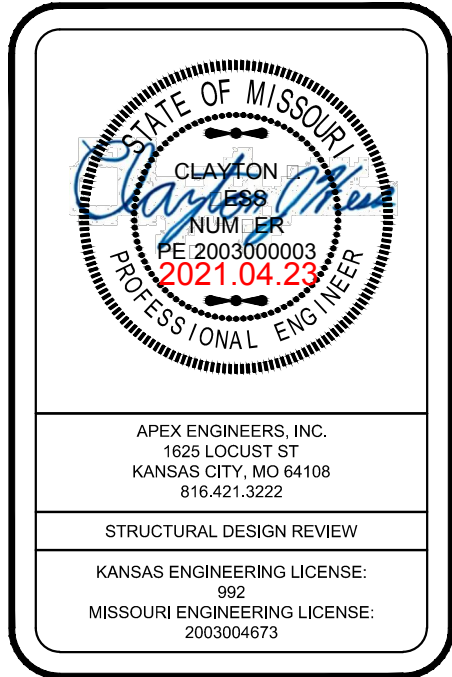 STATE OF MISSOURI
CLAYTON
ESS
NUM ER
PE 2003000003
2021.04.23
PROFESSIONAL ENGINEER
APEX ENGINEERS, INC.
1625 LOCUST ST
KANSAS CITY, MO 64108
816.421.3222
STRUCTURAL DESIGN REVIEW
KANSAS ENGINEERING LICENSE:
992
MISSOURI ENGINEERING LICENSE:
2003004673